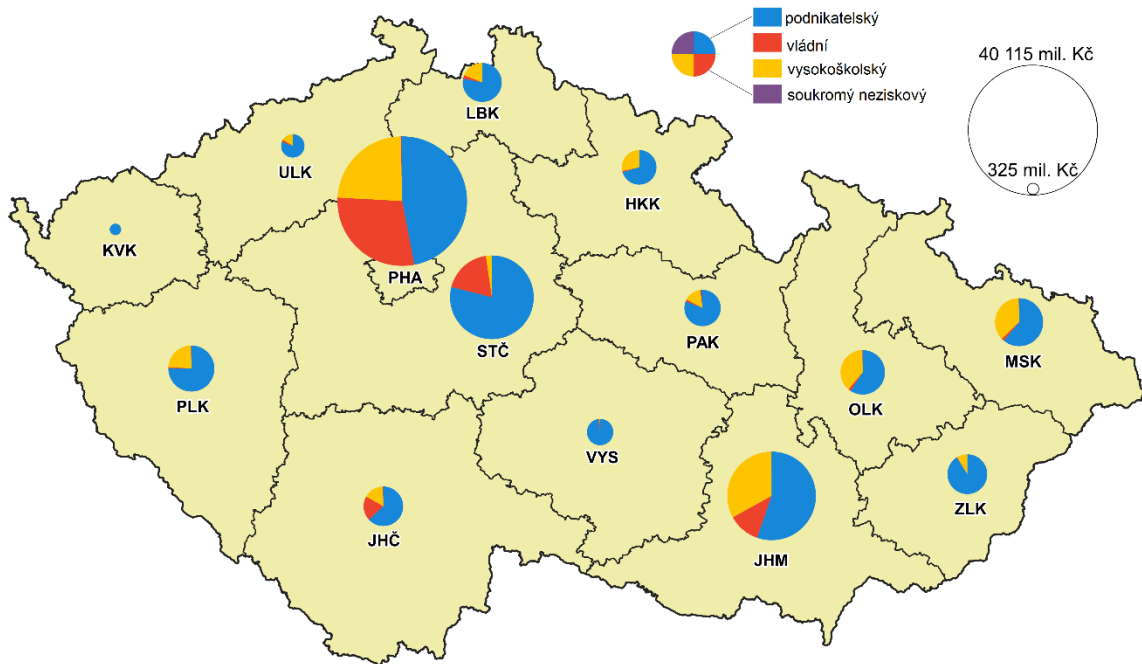 podnikatelský
vládní
vysokoškolský
soukromý neziskový
40 115 mil. Kč
325 mil. Kč
LBK
ULK
HKK
KVK
PHA
STČ
PAK
MSK
PLK
OLK
VYS
ZLK
JHČ
JHM